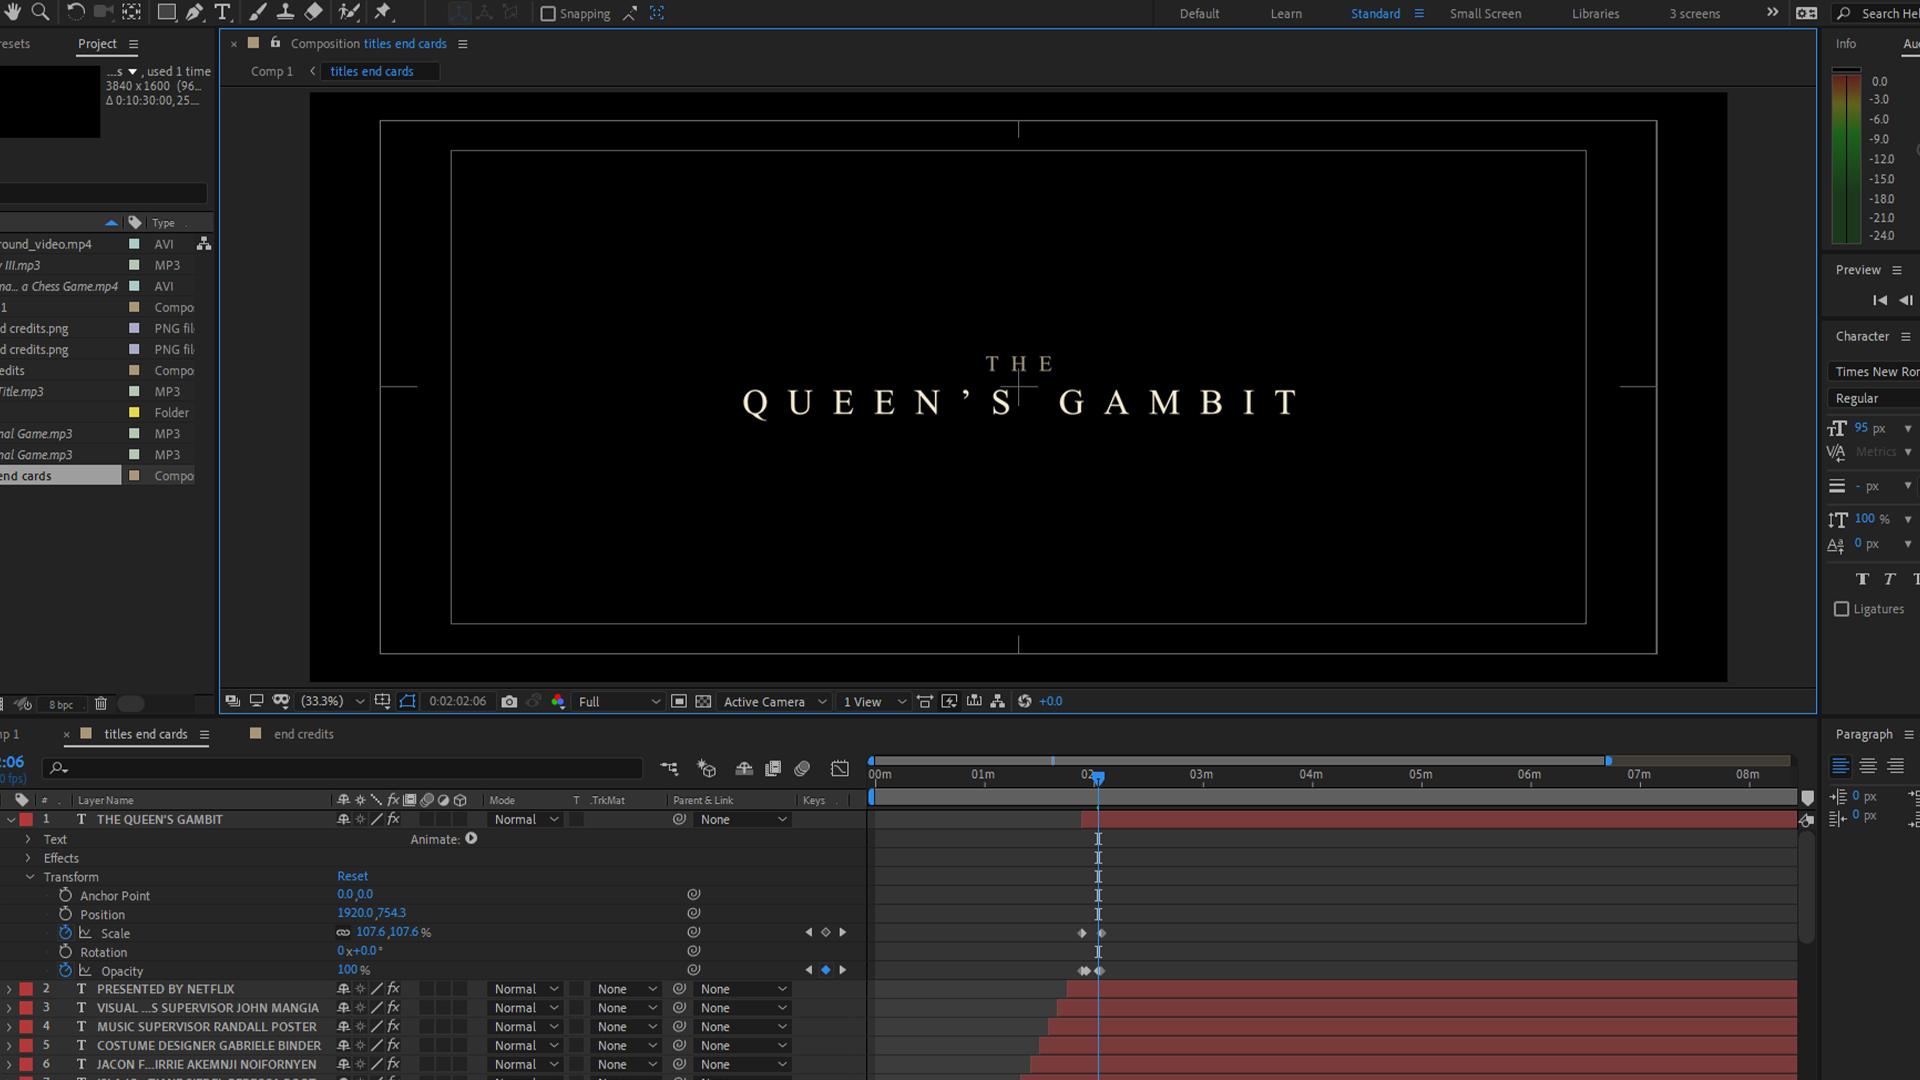 Snapping
Default
Learn
Standard
Small Screen
Libraries
3 screens
Search Hel
esets
Project
Composition titles end cards
Info
Au
Comp 1
titles end cards
...s , used 1 time
3840 x 1600 (96...
Δ 0:10:30:00, 25...
0.0
-3.0
-6.0
-9.0
-12.0
-15.0
-18.0
-21.0
-24.0
Type
round_video.mp4 AVI
y III.mp3 MP3
ma... a Chess Game.mp4 AVI
1 Compo
d credits.png PNG fil
d credits.png PNG fil
edits Compo
Title.mp3 MP3
Folder
nal Game.mp3 MP3
nal Game.mp3 MP3
end cards Compo
THE
QUEEN’S GAMBIT
Preview
Character
Times New Ron
Regular
95 px
Metrics
- px
100 %
0 px
Ligatures
8 bpc
(33.3%)
0:02:02:06
Full
Active Camera
1 View
+0.0
mp 1
titles end cards
end credits
Paragraph
2:06
0 fps)
00m 01m 02 03m 04m 05m 06m 07m 08m
0 px
0 px
# Layer Name Mode T .TrkMat Parent & Link Keys
1 T THE QUEEN'S GAMBIT Normal None
Text Animate:
Effects
Transform Reset
Anchor Point 0.0,0.0
Position 1920.0,754.3
Scale 107.6,107.6 %
Rotation 0x+0.0°
Opacity 100 %
2 T PRESENTED BY NETFLIX Normal None None
3 T VISUAL ...S SUPERVISOR JOHN MANGIA Normal None None
4 T MUSIC SUPERVISOR RANDALL POSTER Normal None None
5 T COSTUME DESIGNER GABRIELE BINDER Normal None None
6 T JACON F...IRRIE AKEMNJI NOIFORNYEN Normal None None